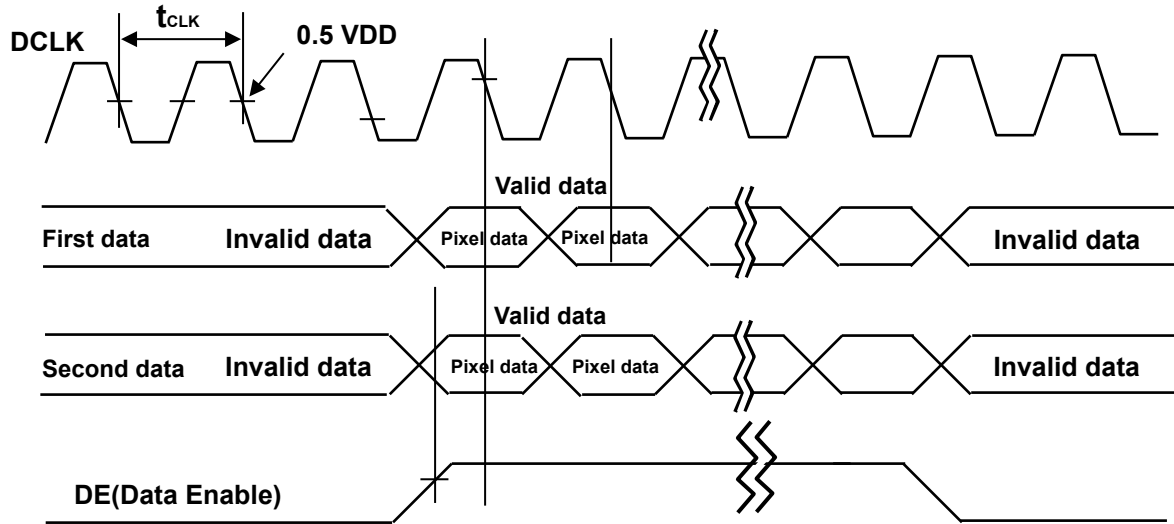 tCLK
0.5 VDD
DCLK
Valid data
First data Invalid data Pixel data Pixel data Invalid data
Valid data
Second data Invalid data Pixel data Pixel data Invalid data
DE(Data Enable)